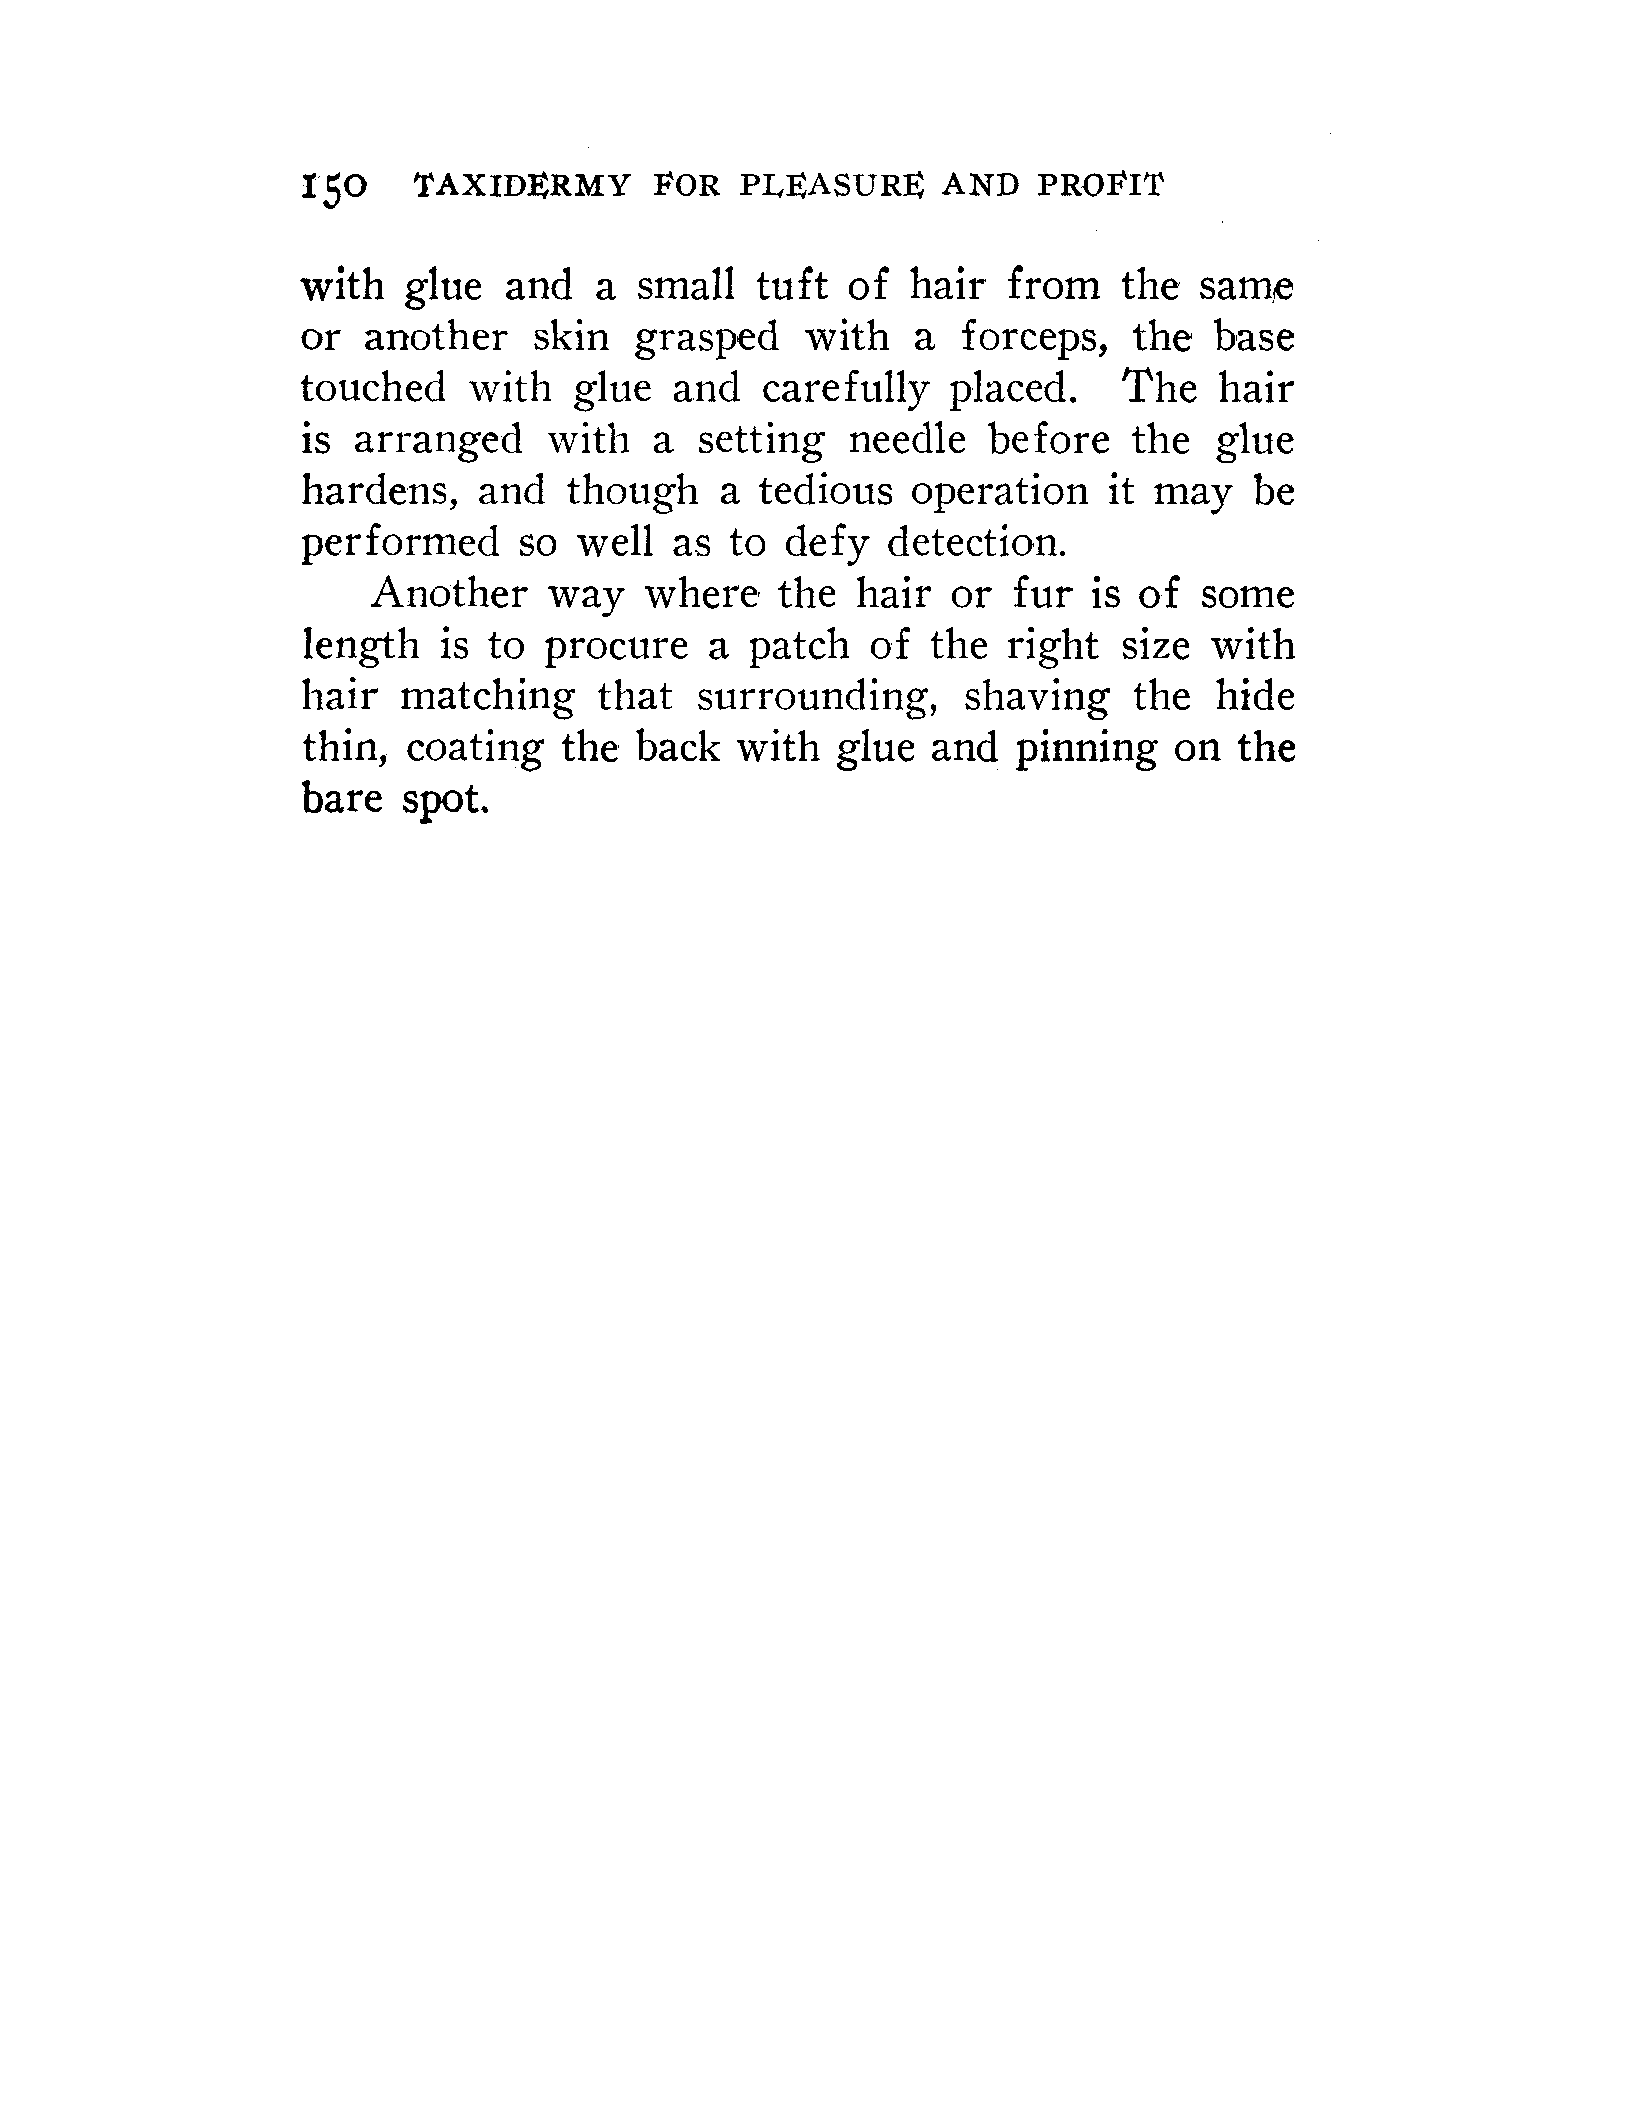 150 TAXIDERMY FOR PLEASURE AND PROFIT
with glue and a small tuft of hair from the same
or another skin grasped with a forceps, the base
touched with glue and carefully placed. The hair
is arranged with a setting needle before the glue
hardens, and though a tedious operation it may be
performed so well as to defy detection.
Another way where the hair or fur is of some
length is to procure a patch of the right size with
hair matching that surrounding, shaving the hide
thin, coating the back with glue and pinning on the
bare spot.